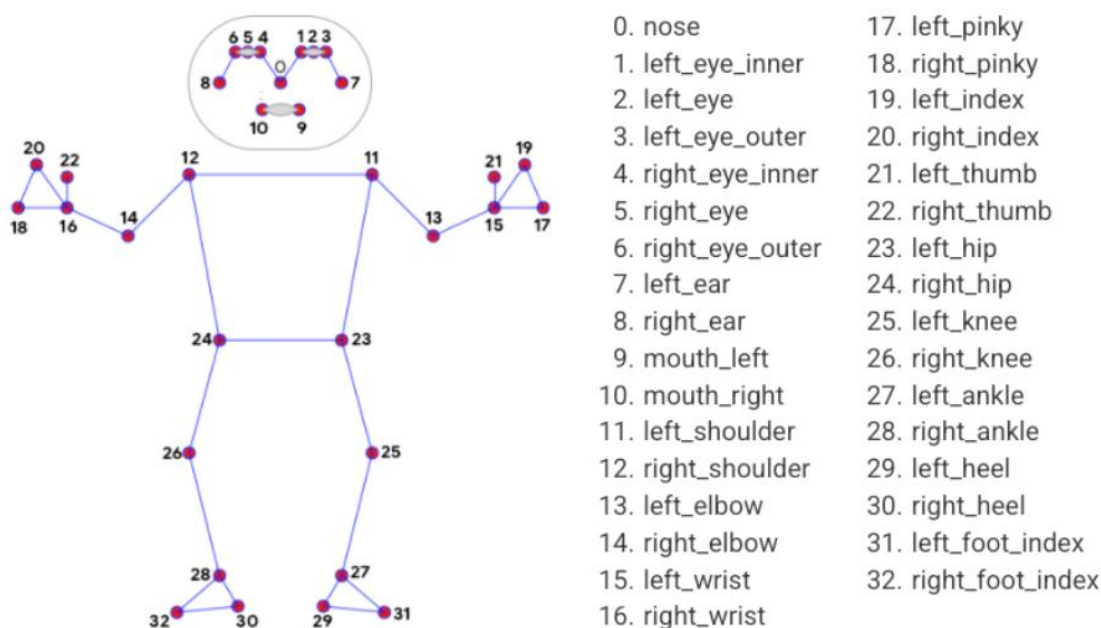 6 5 4 1 2 3
8 0 7
10 9
20 22 12 11 21 19
18 16 14 13 15 17
24 23
26 25
28 27
32 30 29 31
0. nose
1. left_eye_inner
2. left_eye
3. left_eye_outer
4. right_eye_inner
5. right_eye
6. right_eye_outer
7. left_ear
8. right_ear
9. mouth_left
10. mouth_right
11. left_shoulder
12. right_shoulder
13. left_elbow
14. right_elbow
15. left_wrist
16. right_wrist
17. left_pinky
18. right_pinky
19. left_index
20. right_index
21. left_thumb
22. right_thumb
23. left_hip
24. right_hip
25. left_knee
26. right_knee
27. left_ankle
28. right_ankle
29. left_heel
30. right_heel
31. left_foot_index
32. right_foot_index